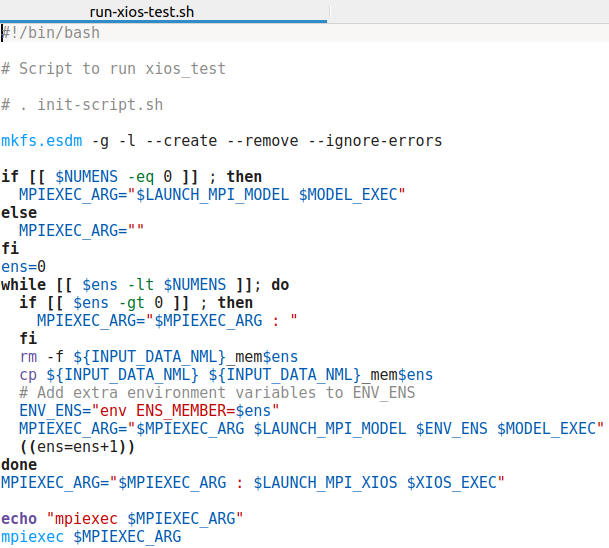 run-xios-test.sh
#!/bin/bash
# Script to run xios_test
# . init-script.sh
mkfs.esdm -g -l --create --remove --ignore-errors
if [[ $NUMENS -eq 0 ]] ; then
  MPIEXEC_ARG="$LAUNCH_MPI_MODEL $MODEL_EXEC"
else
  MPIEXEC_ARG=""
fi
ens=0
while [[ $ens -lt $NUMENS ]]; do
  if [[ $ens -gt 0 ]] ; then
    MPIEXEC_ARG="$MPIEXEC_ARG : "
  fi
  rm -f ${INPUT_DATA_NML}_mem$ens
  cp ${INPUT_DATA_NML} ${INPUT_DATA_NML}_mem$ens
  # Add extra environment variables to ENV_ENS
  ENV_ENS="env ENS_MEMBER=$ens"
  MPIEXEC_ARG="$MPIEXEC_ARG $LAUNCH_MPI_MODEL $ENV_ENS $MODEL_EXEC"
  ((ens=ens+1))
done
MPIEXEC_ARG="$MPIEXEC_ARG : $LAUNCH_MPI_XIOS $XIOS_EXEC"
echo "mpiexec $MPIEXEC_ARG"
mpiexec $MPIEXEC_ARG